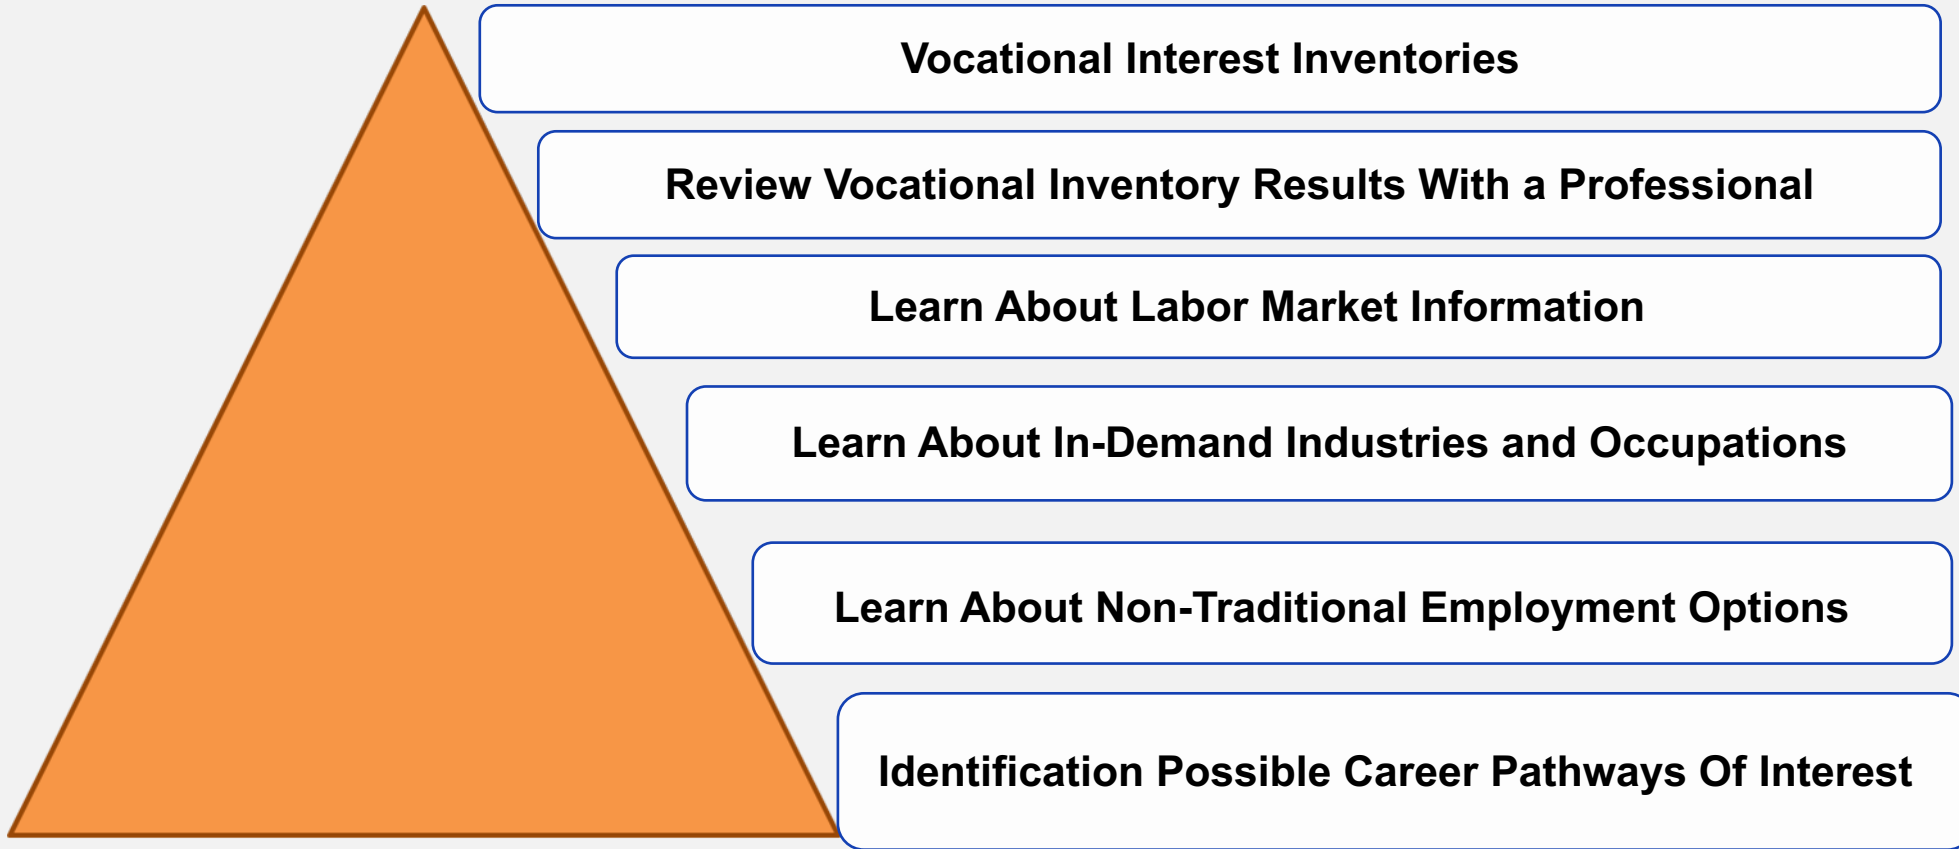 Vocational Interest Inventories
Review Vocational Inventory Results With a Professional
Learn About Labor Market Information
Learn About In-Demand Industries and Occupations
Learn About Non-Traditional Employment Options
Identification Possible Career Pathways Of Interest